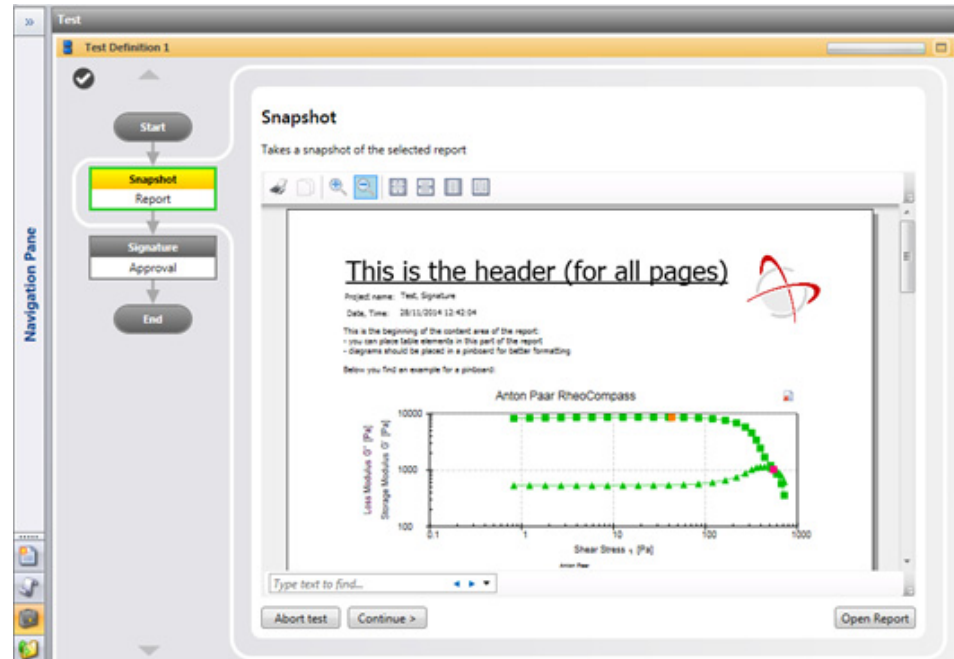 Test
Test Definition 1
Navigation Pane
Start
Snapshot
Report
Signature
Approval
End
Snapshot
Takes a snapshot of the selected report
This is the header (for all pages)
Project name: Test, Signature
Date, Time: 28/11/2014 12:42:04
This is the beginning of the content area of the report:
- you can place table elements in this part of the report
- diagrams should be placed in a pinboard for better formatting
Below you find an example for a pinboard:
Anton Paar RheoCompass
Loss Modulus G'' [Pa]
Storage Modulus G' [Pa]
10000
1000
100
0.1
1
10
100
1000
Shear Stress τ [Pa]
Anton Paar
Type text to find...
Abort test
Continue >
Open Report